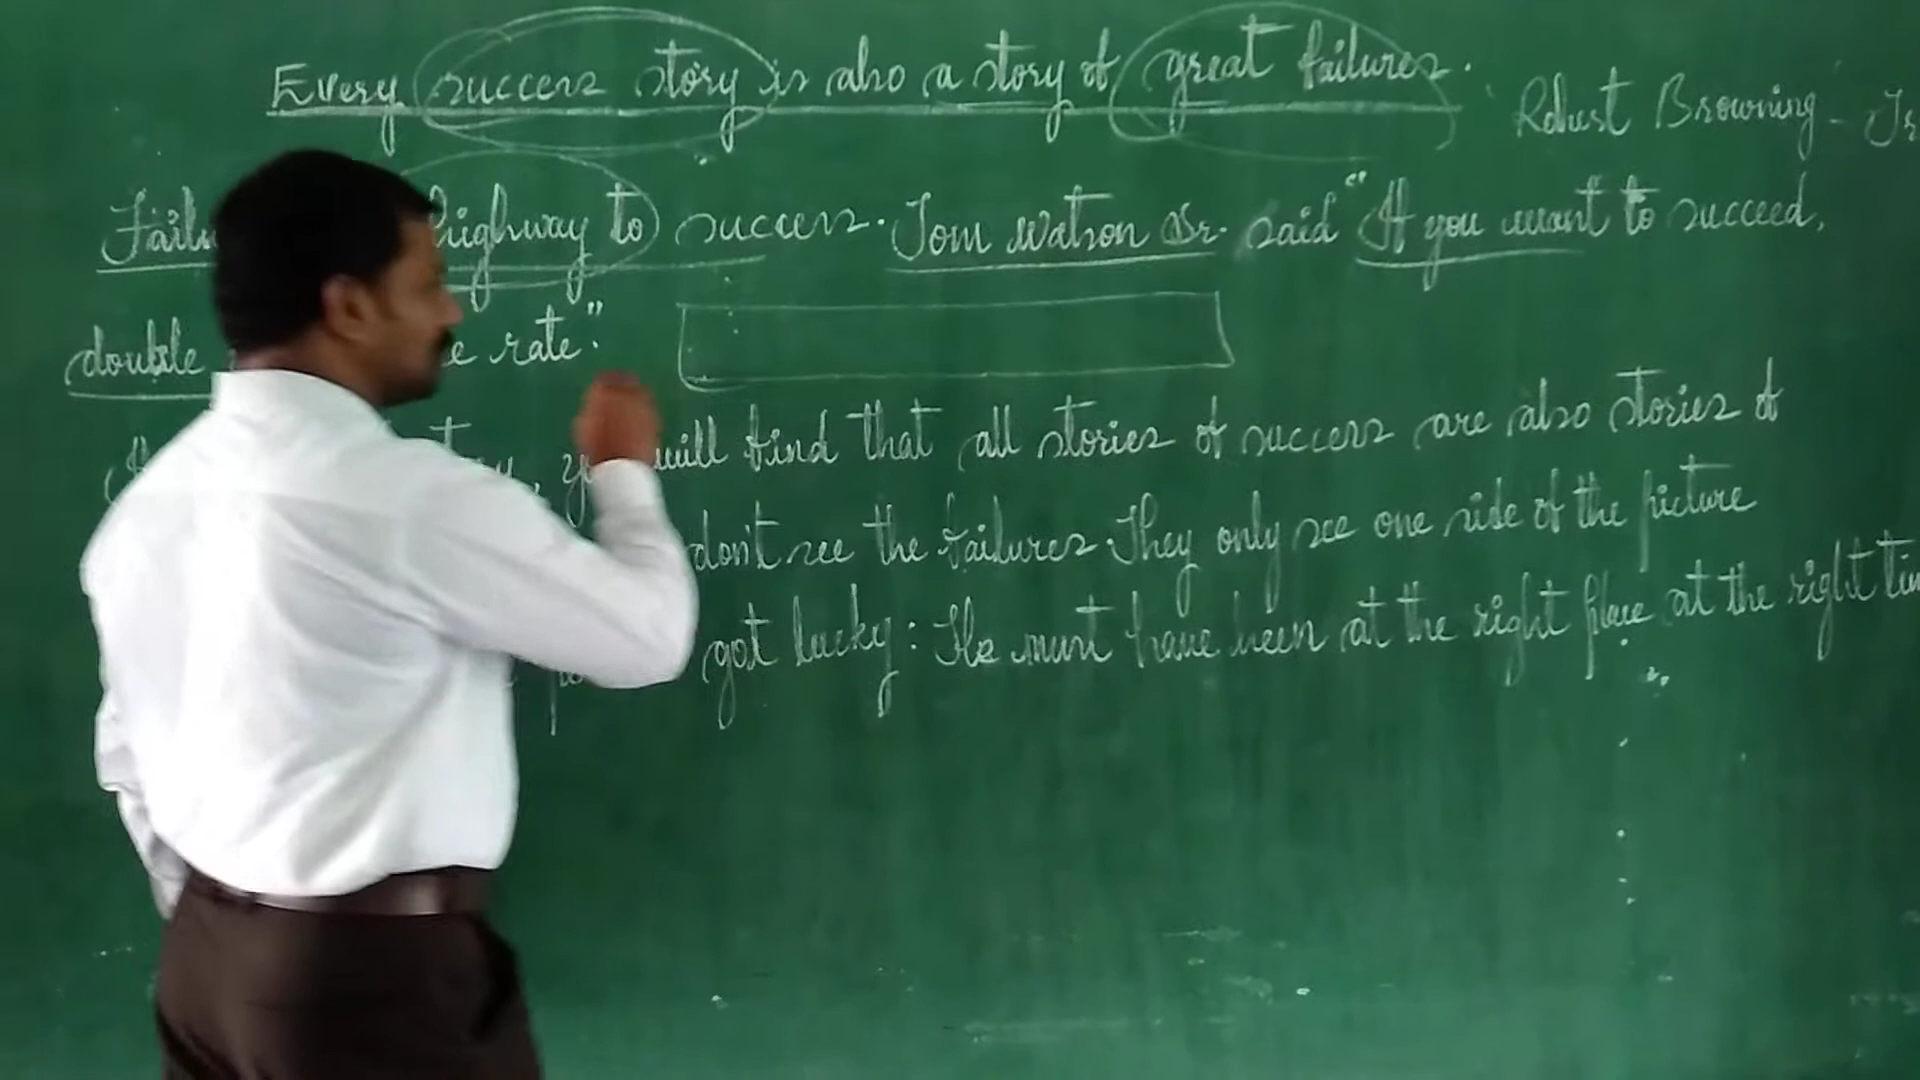 Every success story is also a story of great failures.
Robert Browning - 
highway to success. Tom Watson Sr. said "If you want to succeed,
double rate."
will find that all stories of success are also stories of
don't see the failures. They only see one side of the picture
got lucky: He must have been at the right place at the right